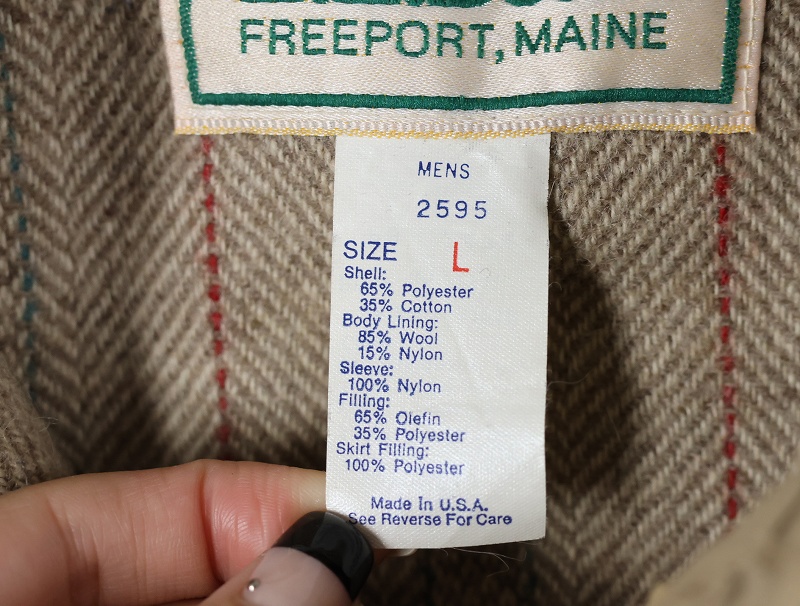 FREEPORT, MAINE
MENS
2595
SIZE L
Shell:
65% Polyester
35% Cotton
Body Lining:
85% Wool
15% Nylon
Sleeve:
100% Nylon
Filling:
65% Olefin
35% Polyester
Skirt Filling:
100% Polyester
Made In U.S.A.
See Reverse For Care